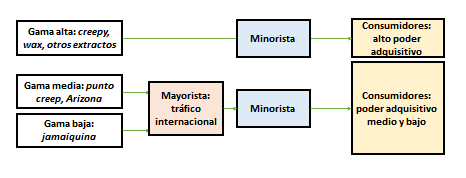 Gama alta: creepy,
wax, otros extractos
Minorista
Consumidores:
alto poder
adquisitivo
Gama media: punto
creep, Arizona
Gama baja:
jamaiquina
Mayorista:
tráfico
internacional
Minorista
Consumidores:
poder adquisitivo
medio y bajo